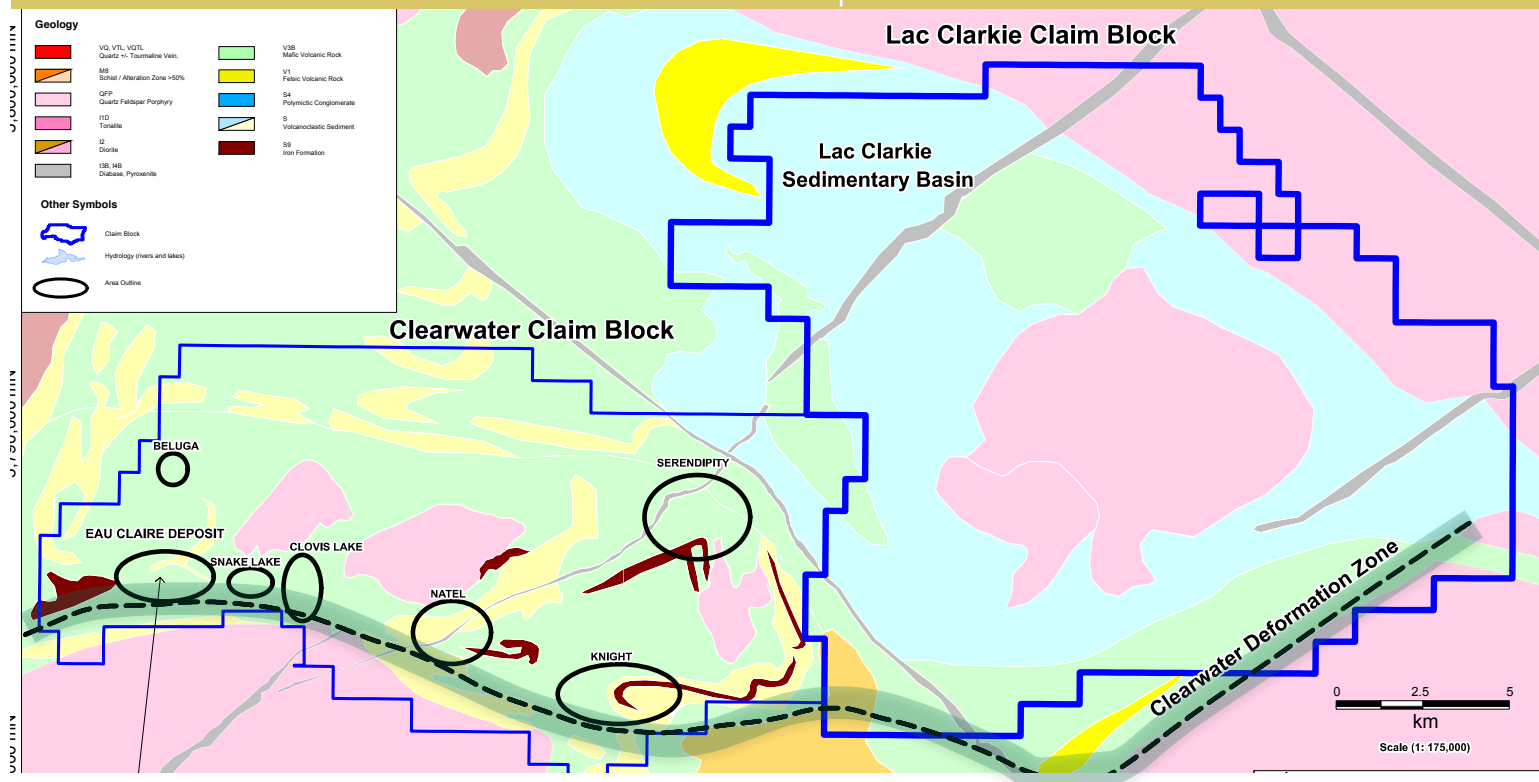 Geology
VQ, VTL, VQTL
Quartz +/- Tourmaline Vein,
M8
Schist / Alteration Zone >50%
QFP
Quartz Feldspar Porphyry
I1D
Tonalite
I2
Diorite
I3B, I4B
Diabase, Pyroxenite
V3B
Mafic Volcanic Rock
V1
Felsic Volcanic Rock
S4
Polymictic Conglomerate
S
Volcanoclastic Sediment
S9
Iron Formation
Other Symbols
Claim Block
Hydrology (rivers and lakes)
Area Outline
Lac Clarkie Claim Block
Lac Clarkie
Sedimentary Basin
Clearwater Claim Block
BELUGA
SERENDIPITY
EAU CLAIRE DEPOSIT
SNAKE LAKE
CLOVIS LAKE
NATEL
KNIGHT
Clearwater Deformation Zone
0 2.5 5
km
Scale (1: 175,000)